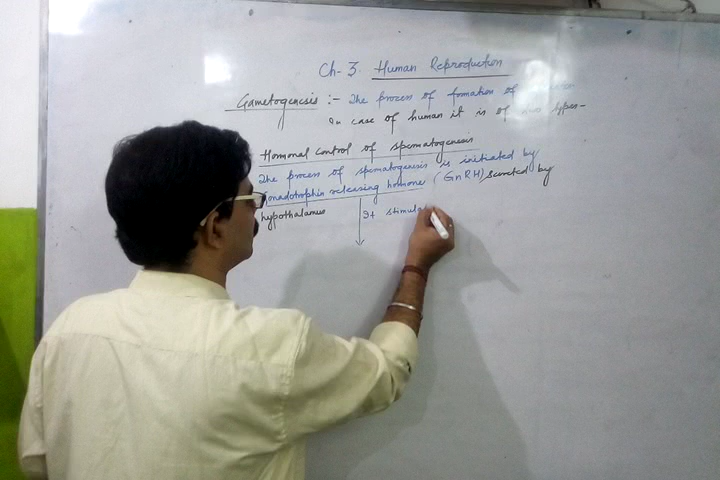 Ch- 3. Human Reproduction
Gametogenesis :- The process of formation of
In case of human it is of two types-
Hormonal control of spermatogenesis
The process of spermatogenesis is initiated by
Gonadotrophin releasing hormone (GnRH) secreted by
hypothalamus It stimula